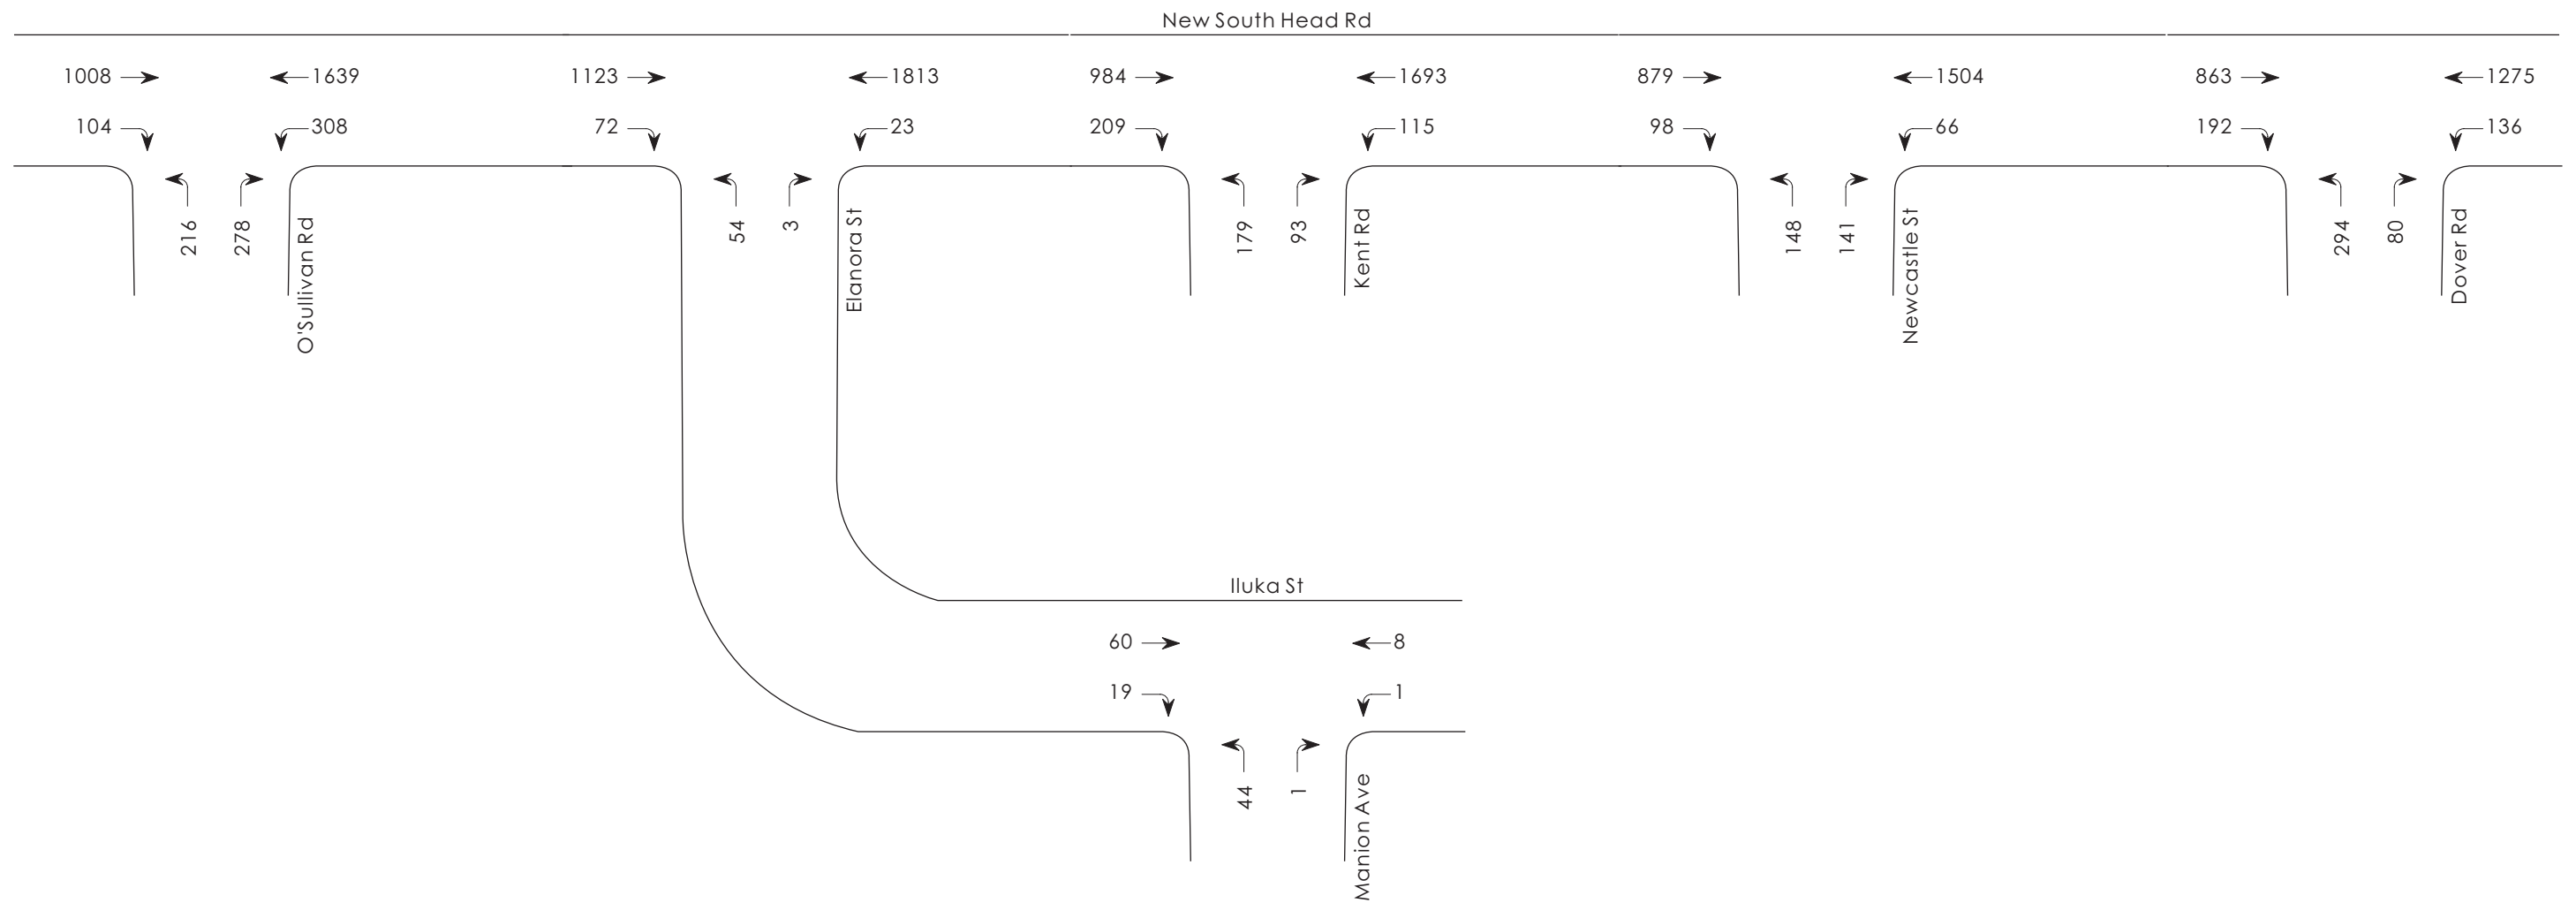 New South Head Rd
1008 1639 1123 1813 984 1693 879 1504 863 1275
104 308 72 23 209 115 98 66 192 136
216 278 54 3 179 93 148 141 294 80
O'Sullivan Rd
Elanora St
Kent Rd
Newcastle St
Dover Rd
Iluka St
60 8
19 1
44 1
Manion Ave